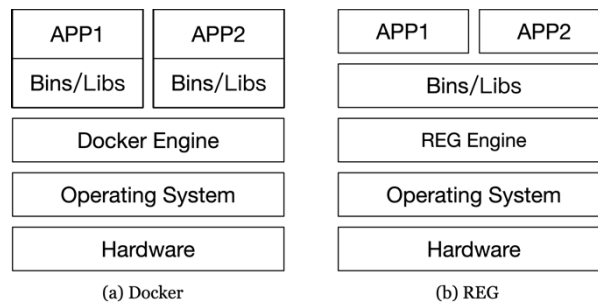 APP1
APP2
Bins/Libs
Bins/Libs
Docker Engine
Operating System
Hardware
(a) Docker
APP1
APP2
Bins/Libs
REG Engine
Operating System
Hardware
(b) REG